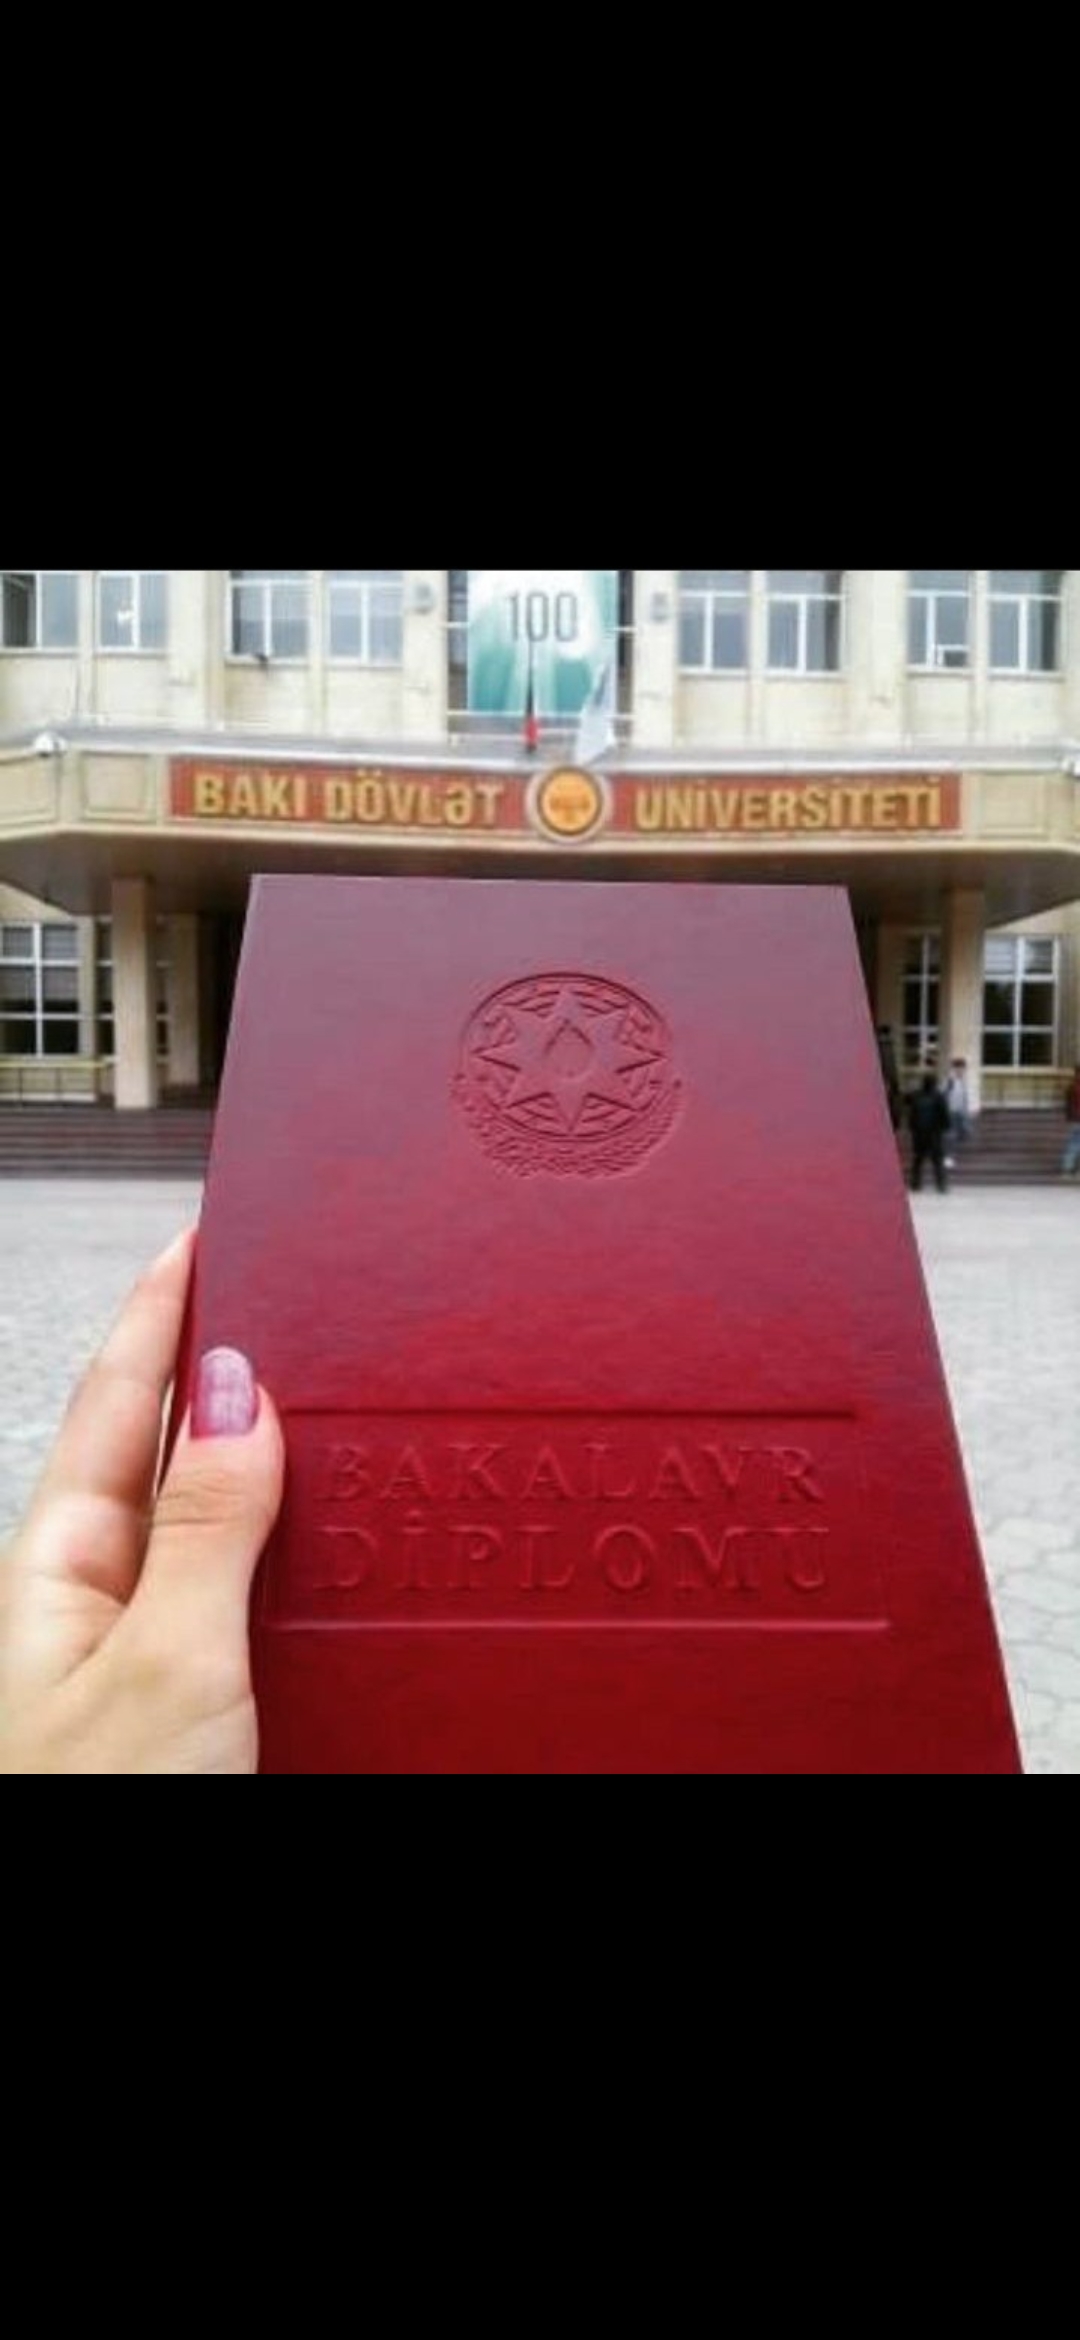 100
BAKI DÖVLƏT UNİVERSİTETİ
BAKALAVR
DİPLOMU